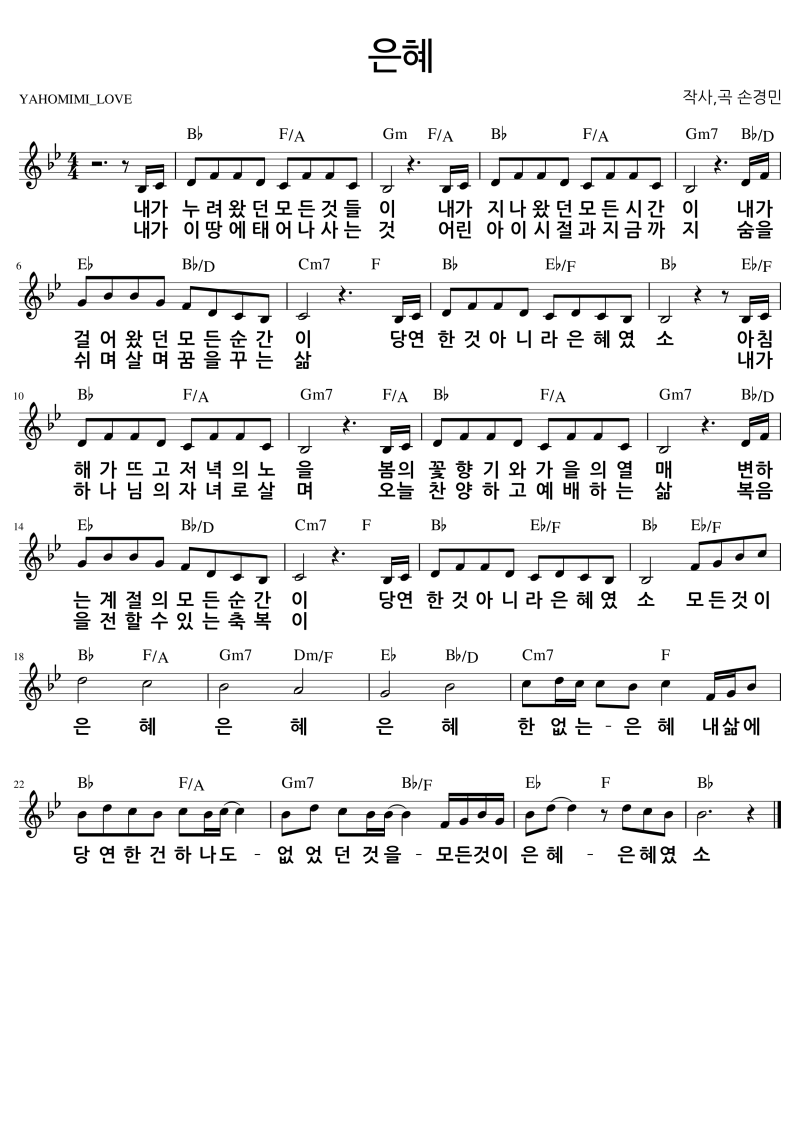 은혜
YAHOMIMI_LOVE
작사,곡 손경민
B♭ F/A Gm F/A B♭ F/A Gm7 B♭/D
내가 누 려 왔 던 모 든 것 들 이 내가 지 나 왔 던 모 든 시 간 이 내가
내가 이 땅 에 태 어 나 사 는 것 어린 아 이 시 절 과 지 금 까 지 숨을
6 E♭ B♭/D Cm7 F B♭ E♭/F B♭ E♭/F
걸 어 왔 던 모 든 순 간 이 당연 한 것 아 니 라 은 혜 였 소 아침
쉬 며 살 며 꿈 을 꾸 는 삶 내가
10 B♭ F/A Gm7 F/A B♭ F/A Gm7 B♭/D
해 가 뜨 고 저 녁 의 노 을 봄의 꽃 향 기 와 가 을 의 열 매 변하
하 나 님 의 자 녀 로 살 며 오늘 찬 양 하 고 예 배 하 는 삶 복음
14 E♭ B♭/D Cm7 F B♭ E♭/F B♭ E♭/F
는 계 절 의 모 든 순 간 이 당연 한 것 아 니 라 은 혜 였 소 모 든 것 이
을 전 할 수 있 는 축 복 이
18 B♭ F/A Gm7 Dm/F E♭ B♭/D Cm7 F
은 혜 은 혜 은 혜 한 없 는 - 은 혜 내 삶 에
22 B♭ F/A Gm7 B♭/F E♭ F B♭
당 연 한 건 하 나 도 - 없 었 던 것 을 - 모든것이 은 혜 - 은 혜 였 소